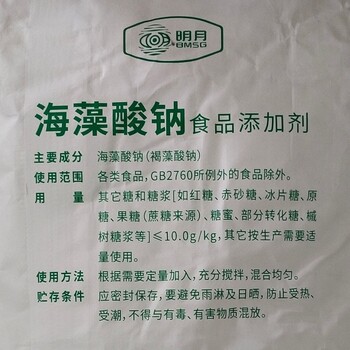 明月
BMSG
海藻酸钠食品添加剂
主要成分 海藻酸钠(褐藻酸钠)
使用范围 各类食品,GB2760所例外的食品除外。
用量 其它糖和糖浆[如红糖、赤砂糖、冰片糖、原
糖、果糖(蔗糖来源)、糖蜜、部分转化糖、槭
树糖浆等]≤10.0g/kg,其它按生产需要适
量使用。
使用方法 根据需要定量加入,充分搅拌,混合均匀。
贮存条件 应密封保存,要避免雨淋及日晒,防止受热、
受潮,不得与有毒、有害物质混放。